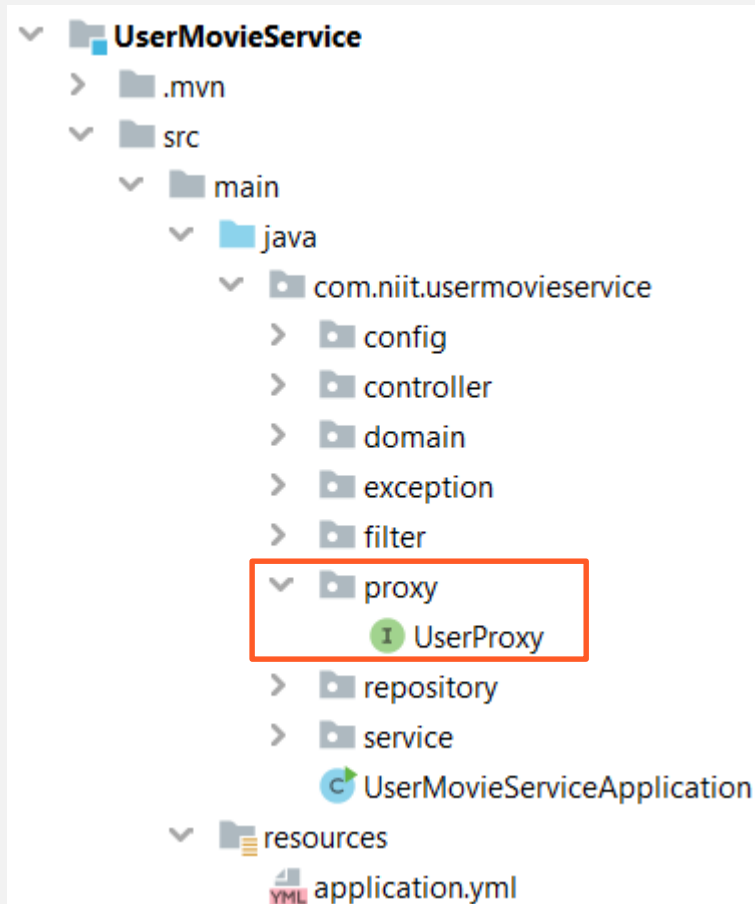 UserMovieService
.mvn
src
main
java
com.niit.usermovieservice
config
controller
domain
exception
filter
proxy
I UserProxy
repository
service
C UserMovieServiceApplication
resources
YML application.yml